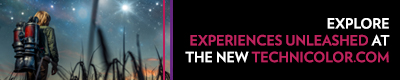 EXPLORE
EXPERIENCES UNLEASHED AT
THE NEW TECHNICOLOR.COM